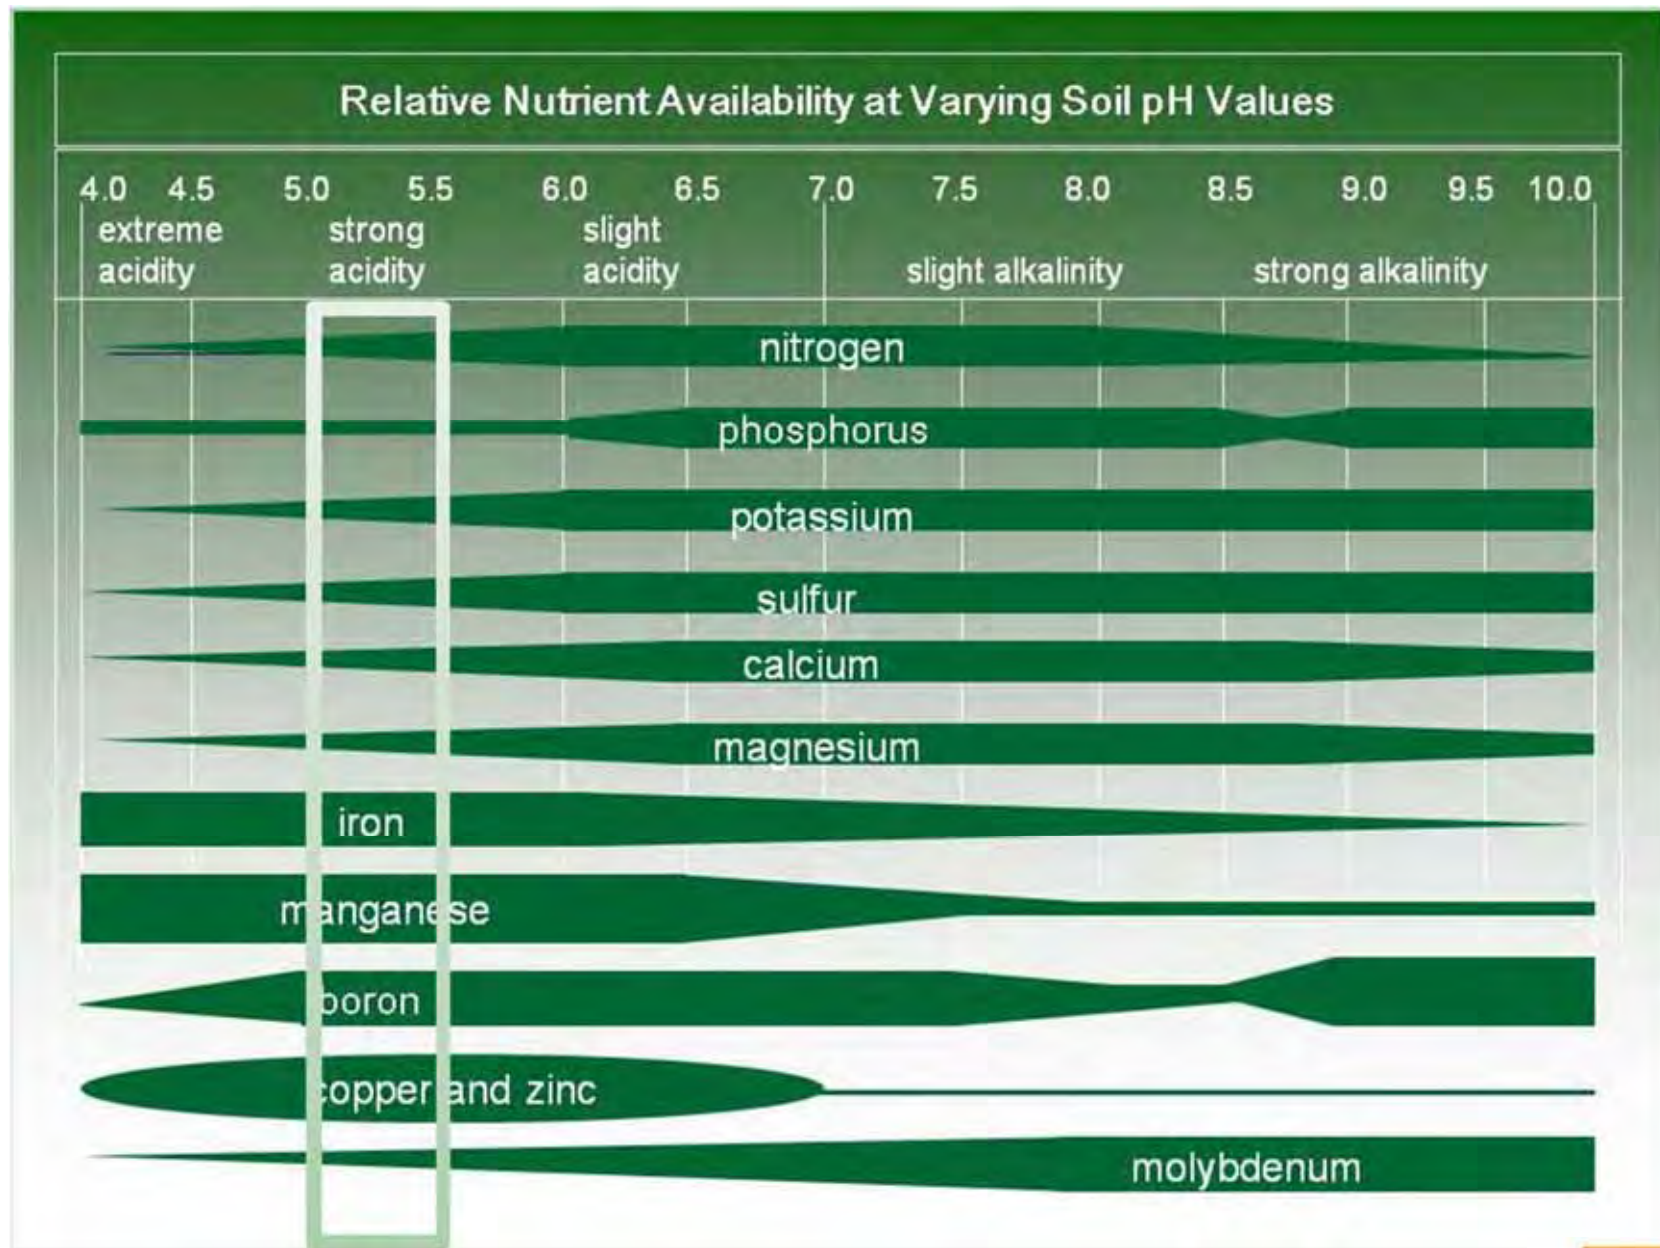 Relative Nutrient Availability at Varying Soil pH Values
4.0 4.5 5.0 5.5 6.0 6.5 7.0 7.5 8.0 8.5 9.0 9.5 10.0
extreme strong slight
acidity acidity acidity slight alkalinity strong alkalinity
nitrogen
phosphorus
potassium
sulfur
calcium
magnesium
iron
manganese
boron
copper and zinc
molybdenum